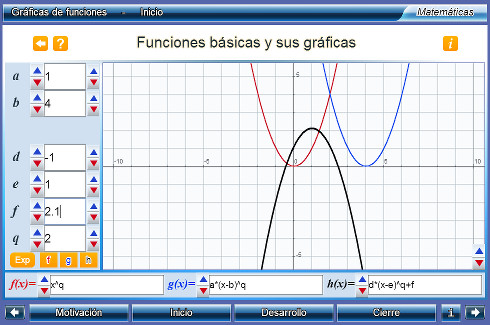 Gráficas de funciones - Inicio
Matemáticas
Funciones básicas y sus gráficas
a 1
b 4
d -1
e 1
f 2.1
q 2
Exp f g h
5
-10 -5 0 5 10
-5
f(x)= x^q g(x)= a*(x-b)^q h(x)= d*(x-e)^q+f
Motivación Inicio Desarrollo Cierre